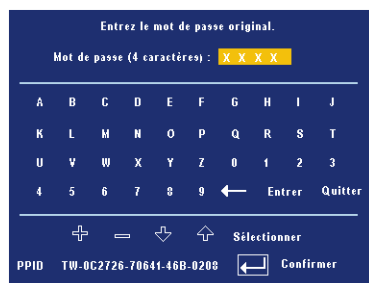 Entrez le mot de passe original.
Mot de passe (4 caractères) : X X X X
A B C D E F G H I J
K L M N O P Q R S T
U V W X Y Z 0 1 2 3
4 5 6 7 8 9 ← Entrer Quitter
Sélectionner
PPID TW-0C2726-70641-46B-0208 Confirmer